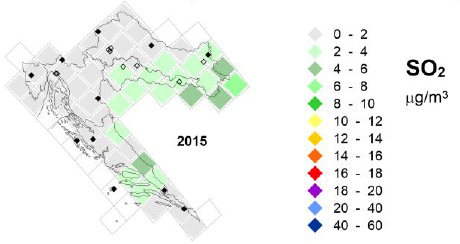 0 - 2
2 - 4
4 - 6
6 - 8
8 - 10
10 - 12
12 - 14
14 - 16
16 - 18
18 - 20
20 - 40
40 - 60
SO₂
µg/m³
2015